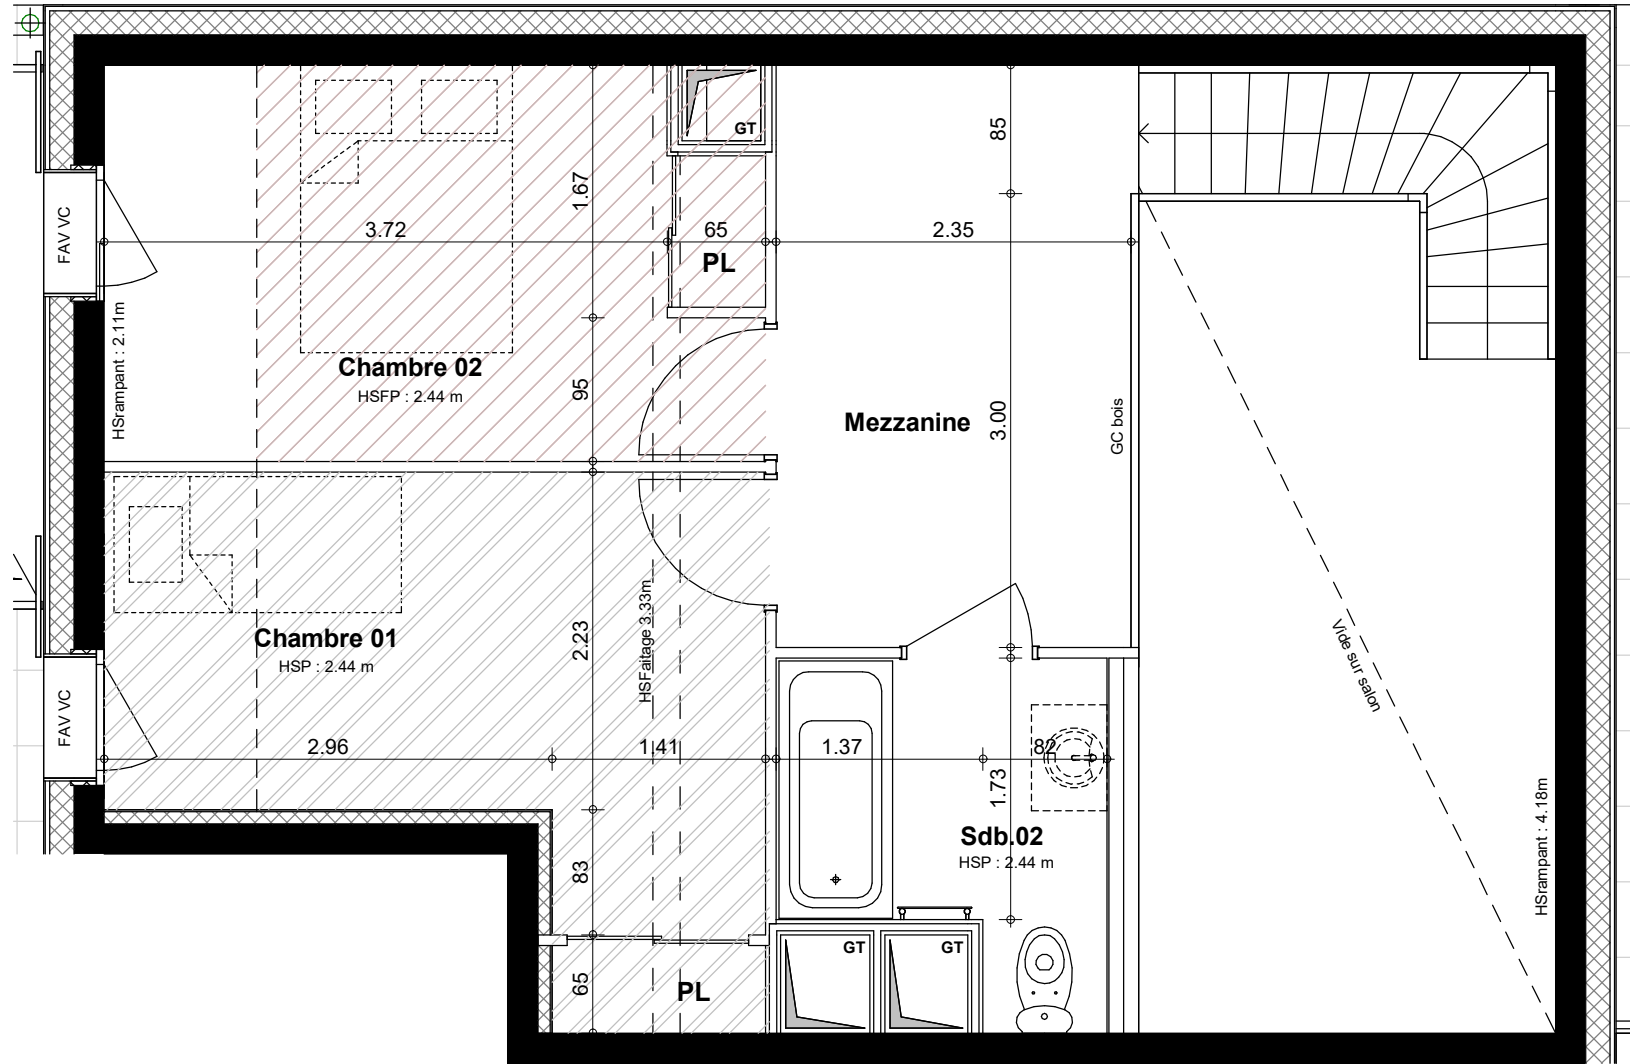 GT
85
1.67
3.72
65
2.35
PL
FAV VC
HSrampant : 2.11m
Chambre 02
HSFP : 2.44 m
95
Mezzanine
3.00
GC bois
Chambre 01
HSP : 2.44 m
2.23
HSFaitage 3.33m
Vide sur salon
FAV VC
2.96
1.41
1.37
82
1.73
Sdb.02
HSP : 2.44 m
HSrampant : 4.18m
83
GT
GT
65
PL